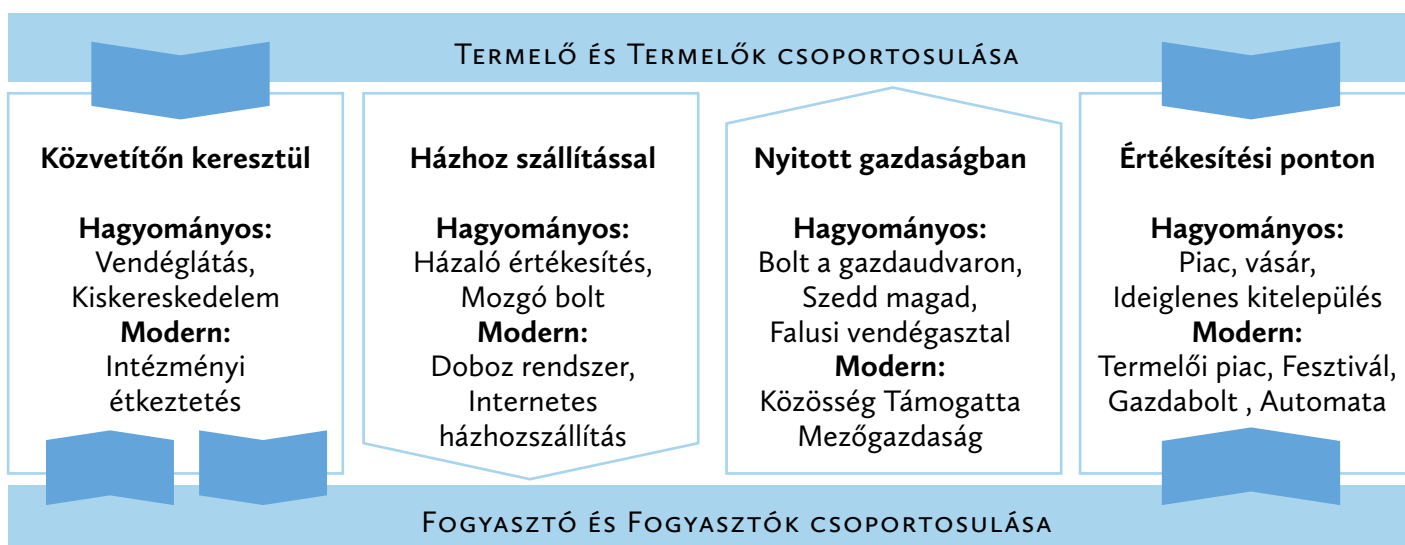 Termelő és Termelők csoportosulása
Közvetítőn keresztül
Hagyományos:
Vendéglátás,
Kiskereskedelem
Modern:
Intézményi
étkeztetés
Házhoz szállítással
Hagyományos:
Házaló értékesítés,
Mozgó bolt
Modern:
Doboz rendszer,
Internetes
házhozszállítás
Nyitott gazdaságban
Hagyományos:
Bolt a gazdaudvaron,
Szedd magad,
Falusi vendégasztal
Modern:
Közösség Támogatta
Mezőgazdaság
Értékesítési ponton
Hagyományos:
Piac, vásár,
Ideiglenes kitelepülés
Modern:
Termelői piac, Fesztivál,
Gazdabolt , Automata
Fogyasztó és Fogyasztók csoportosulása